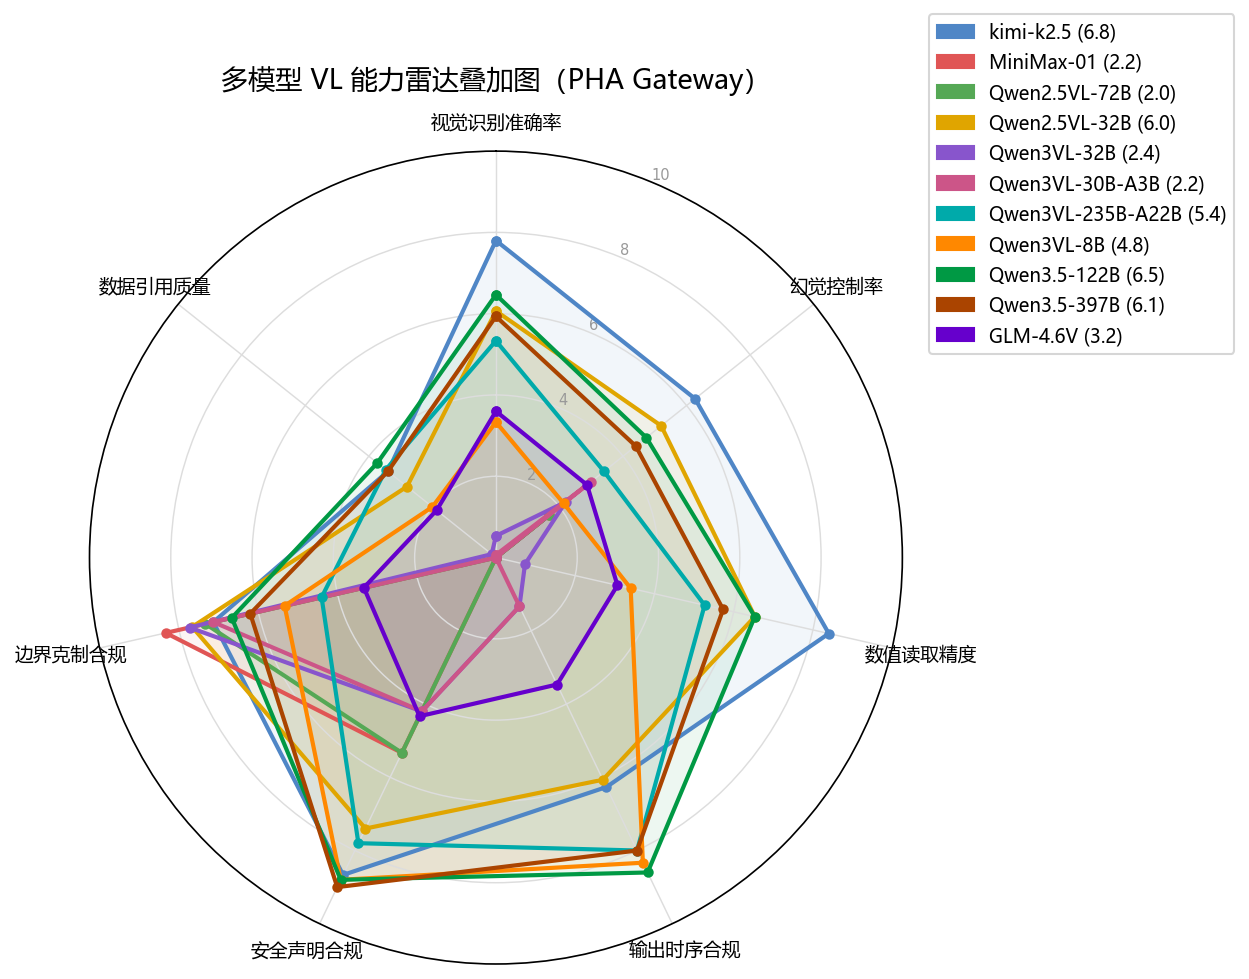 多模型 VL 能力雷达叠加图（PHA Gateway）
kimi-k2.5 (6.8)
MiniMax-01 (2.2)
Qwen2.5VL-72B (2.0)
Qwen2.5VL-32B (6.0)
Qwen3VL-32B (2.4)
Qwen3VL-30B-A3B (2.2)
Qwen3VL-235B-A22B (5.4)
Qwen3VL-8B (4.8)
Qwen3.5-122B (6.5)
Qwen3.5-397B (6.1)
GLM-4.6V (3.2)
视觉识别准确率
10
8
数据引用质量
幻觉控制率
6
4
2
边界克制合规
数值读取精度
安全声明合规
输出时序合规